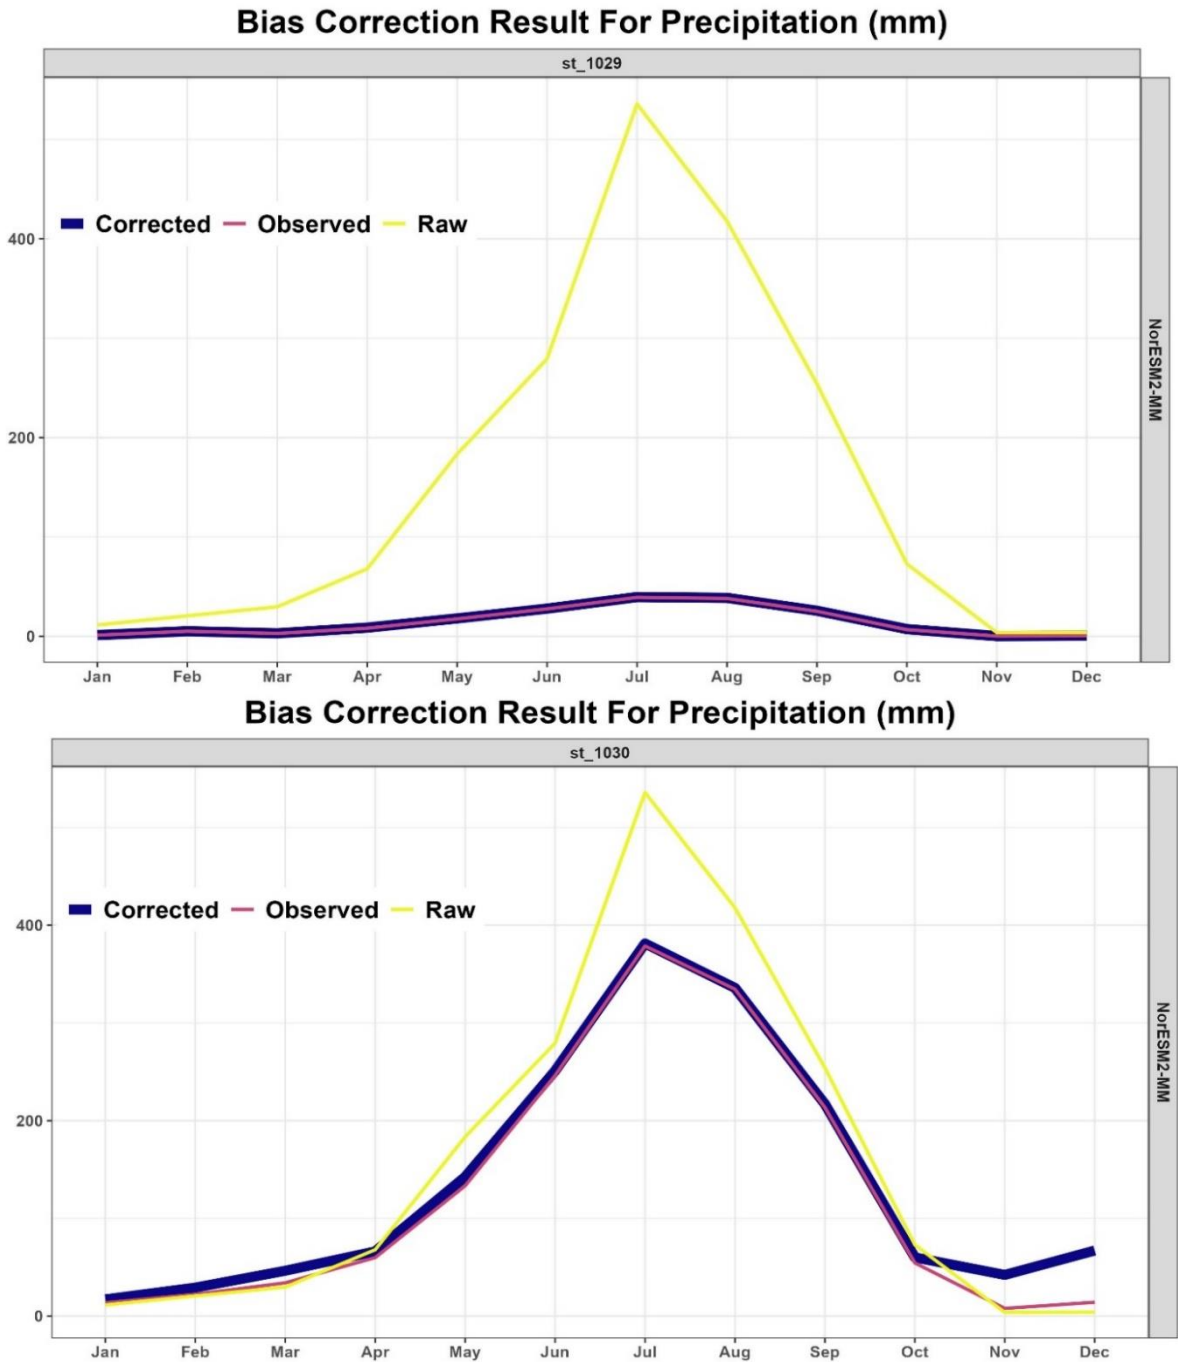 Bias Correction Result For Precipitation (mm)
st_1029
400
200
0
Corrected Observed Raw
NorESM2-MM
Jan Feb Mar Apr May Jun Jul Aug Sep Oct Nov Dec
Bias Correction Result For Precipitation (mm)
st_1030
400
200
0
Corrected Observed Raw
NorESM2-MM
Jan Feb Mar Apr May Jun Jul Aug Sep Oct Nov Dec